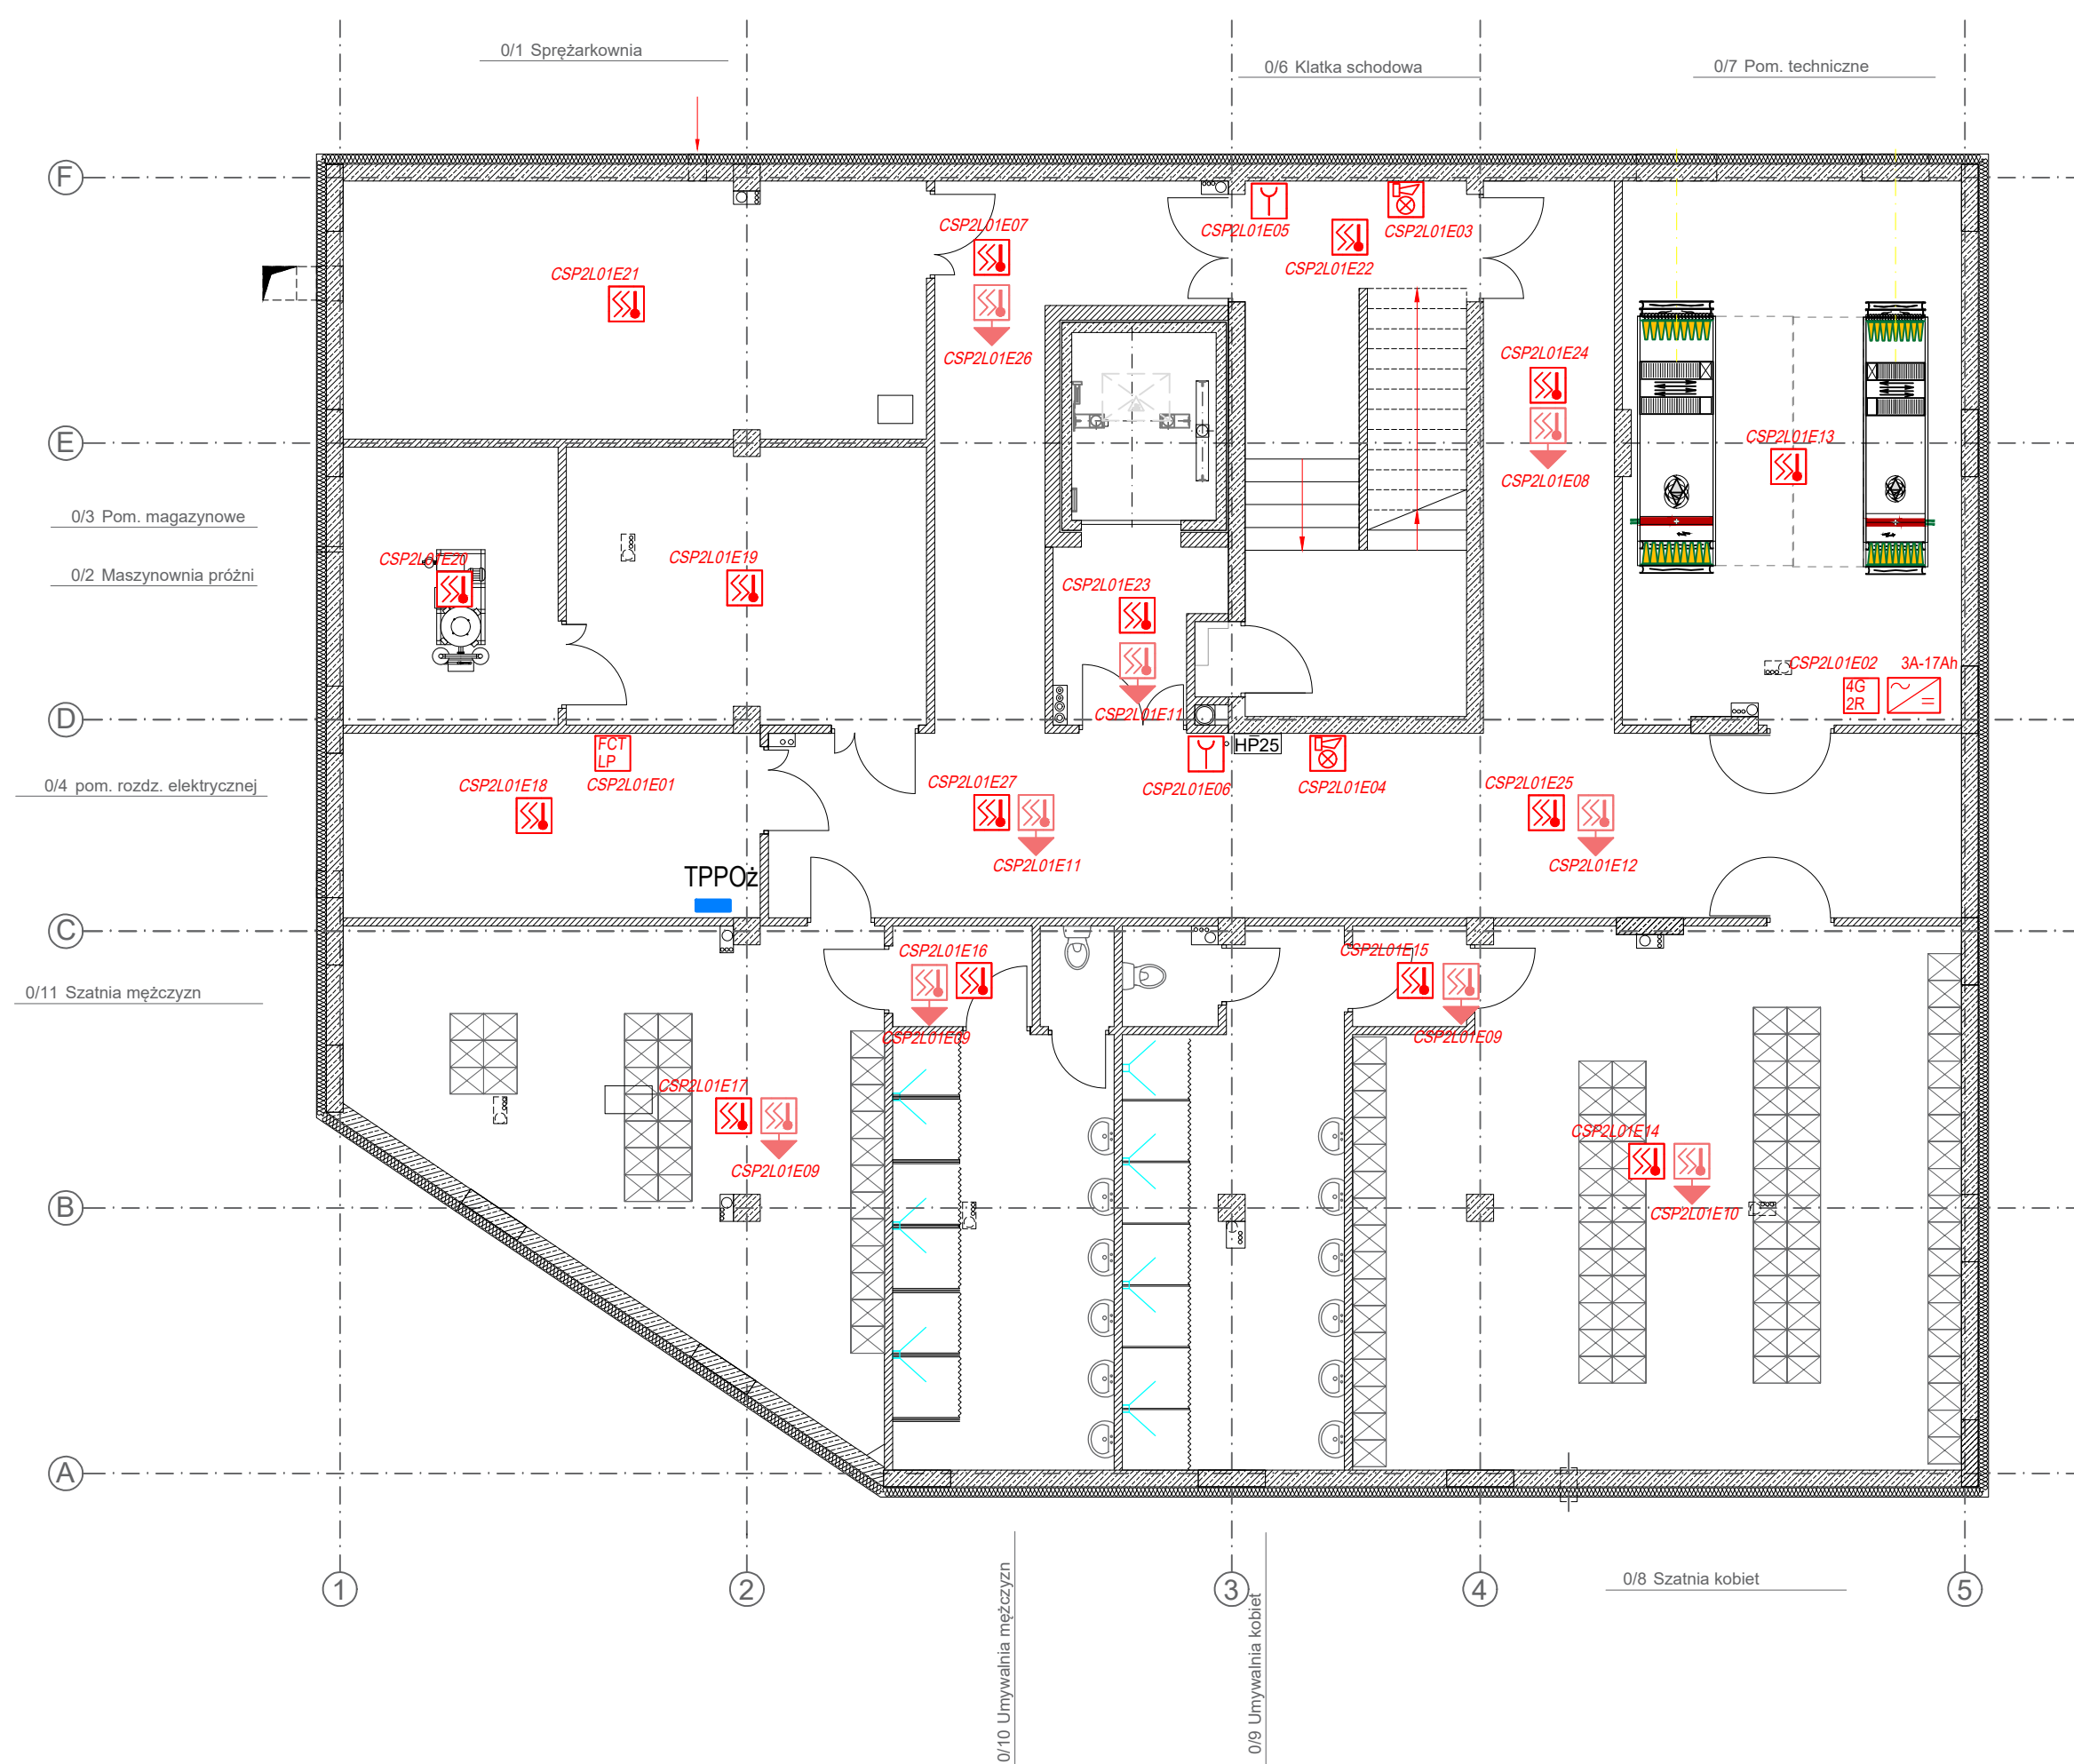 0/1 Sprężarkownia
0/6 Klatka schodowa
0/7 Pom. techniczne
F
CSP2L01E07
CSP2L01E05
CSP2L01E03
CSP2L01E21
CSP2L01E22
CSP2L01E26
CSP2L01E24
E
CSP2L01E13
CSP2L01E08
0/3 Pom. magazynowe
CSP2L01E20
CSP2L01E19
0/2 Maszynownia próżni
CSP2L01E23
CSP2L01E02
3A-17Ah
4G
2R
D
CSP2L01E11
FCT
LP
HP25
0/4 pom. rozdz. elektrycznej
CSP2L01E18
CSP2L01E01
CSP2L01E27
CSP2L01E06
CSP2L01E04
CSP2L01E25
CSP2L01E11
CSP2L01E12
TPPOż
C
CSP2L01E16
CSP2L01E15
0/11 Szatnia mężczyzn
CSP2L01E09
CSP2L01E09
CSP2L01E17
CSP2L01E14
CSP2L01E09
B
CSP2L01E10
A
1
2
3
4
5
0/8 Szatnia kobiet
0/10 Umywalnia mężczyzn
0/9 Umywalnia kobiet